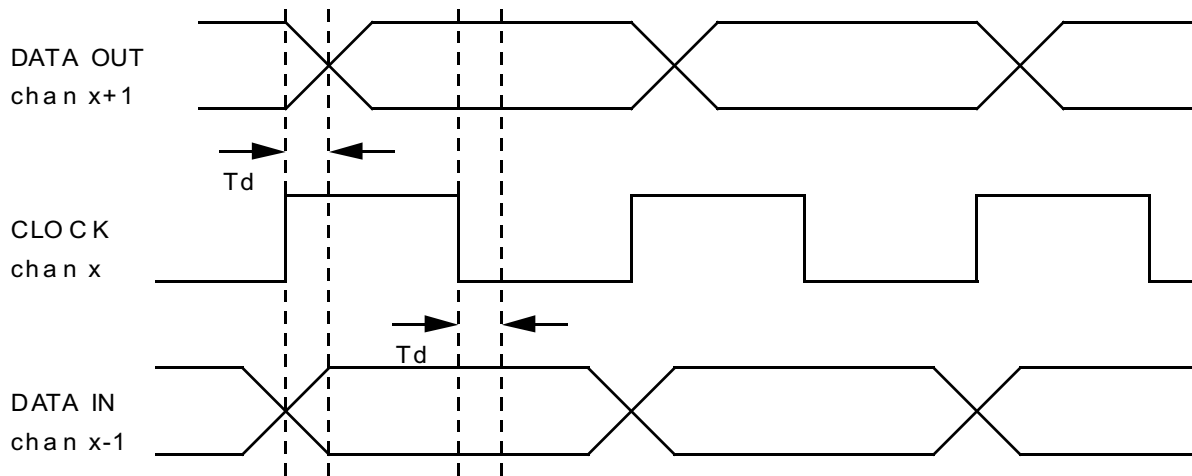 DATA OUT
chan x+1
Td
CLOCK
chan x
Td
DATA IN
chan x-1